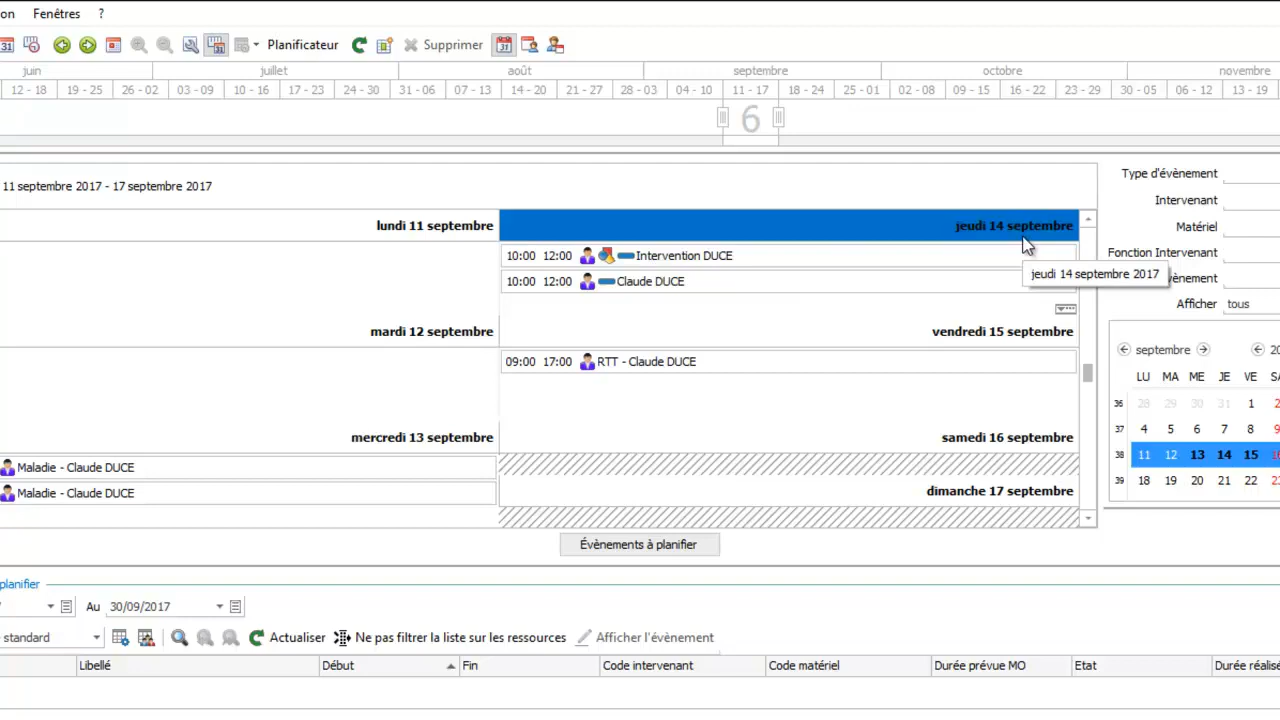 on Fenêtres ?
31 Planificateur Supprimer
juin juillet août septembre octobre novembre
12 - 18 19 - 25 26 - 02 03 - 09 10 - 16 17 - 23 24 - 30 31 - 06 07 - 13 14 - 20 21 - 27 28 - 03 04 - 10 11 - 17 18 - 24 25 - 01 02 - 08 09 - 15 16 - 22 23 - 29 30 - 05 06 - 12 13 - 19
6
11 septembre 2017 - 17 septembre 2017
lundi 11 septembre
mardi 12 septembre
mercredi 13 septembre
Maladie - Claude DUCE
Maladie - Claude DUCE
jeudi 14 septembre
10:00 12:00 Intervention DUCE
10:00 12:00 Claude DUCE
jeudi 14 septembre 2017
vendredi 15 septembre
09:00 17:00 RTT - Claude DUCE
samedi 16 septembre
dimanche 17 septembre
Type d'évènement
Intervenant
Matériel
Fonction Intervenant
vènement
Afficher tous
septembre 20
LU MA ME JE VE SA
36 28 29 30 31 1 2
37 4 5 6 7 8 9
38 11 12 13 14 15 16
39 18 19 20 21 22 23
Évènements à planifier
planifier
Au 30/09/2017
standard Actualiser Ne pas filtrer la liste sur les ressources Afficher l'évènement
Libellé Début Fin Code intervenant Code matériel Durée prévue MO Etat Durée réalisé